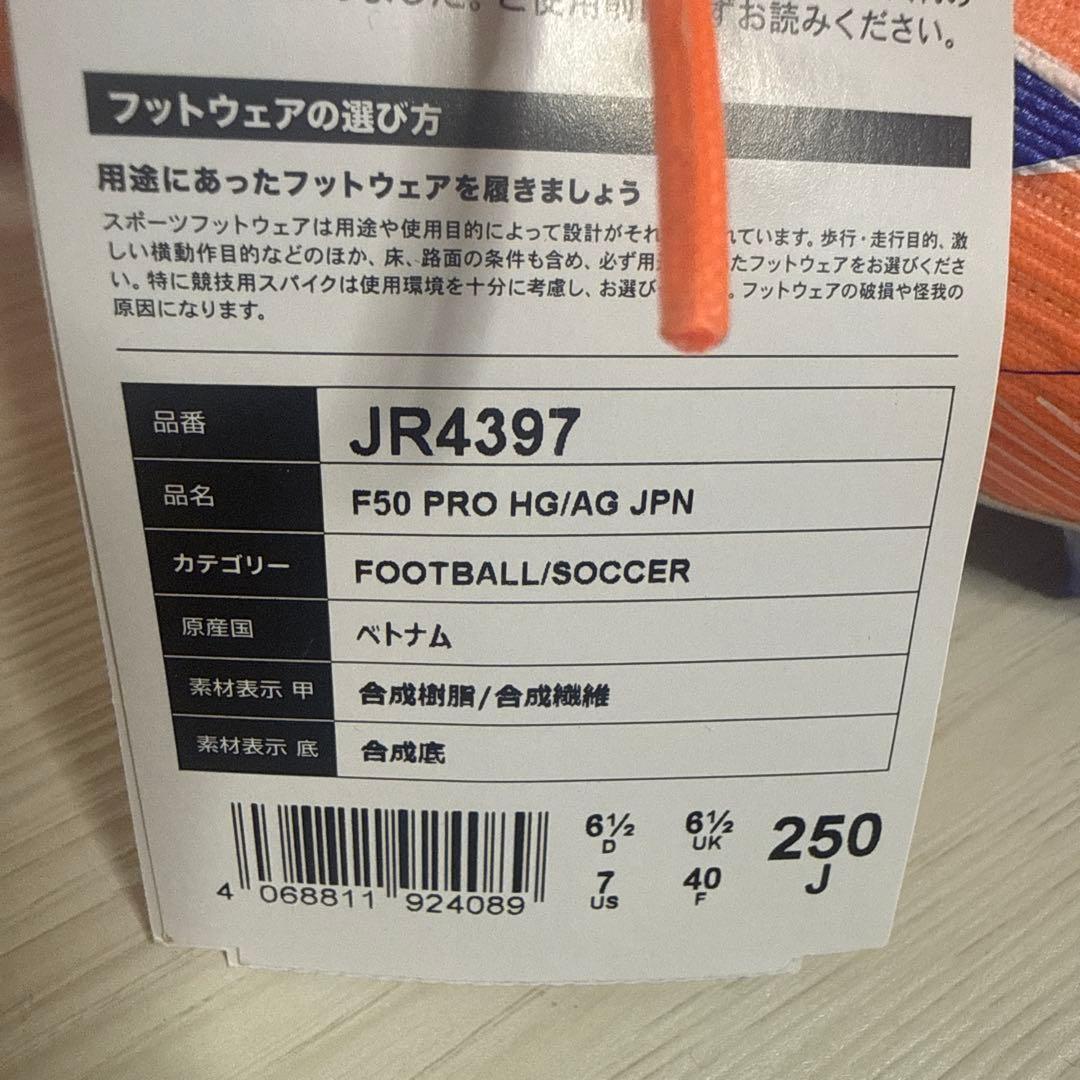 ました。ご使用前 ずお読みください。
フットウェアの選び方
用途にあったフットウェアを履きましょう
スポーツフットウェアは用途や使用目的によって設計がそれ れています。歩行・走行目的、激
しい横動作目的などのほか、床、路面の条件も含め、必ず用 たフットウェアをお選びくださ
い。特に競技用スパイクは使用環境を十分に考慮し、お選び 。フットウェアの破損や怪我の
原因になります。
品番 JR4397
品名 F50 PRO HG/AG JPN
カテゴリー FOOTBALL/SOCCER
原産国 ベトナム
素材表示 甲 合成樹脂/合成繊維
素材表示 底 合成底
6½ 6½ 250
D UK J
7 40
US F
4 068811 924089